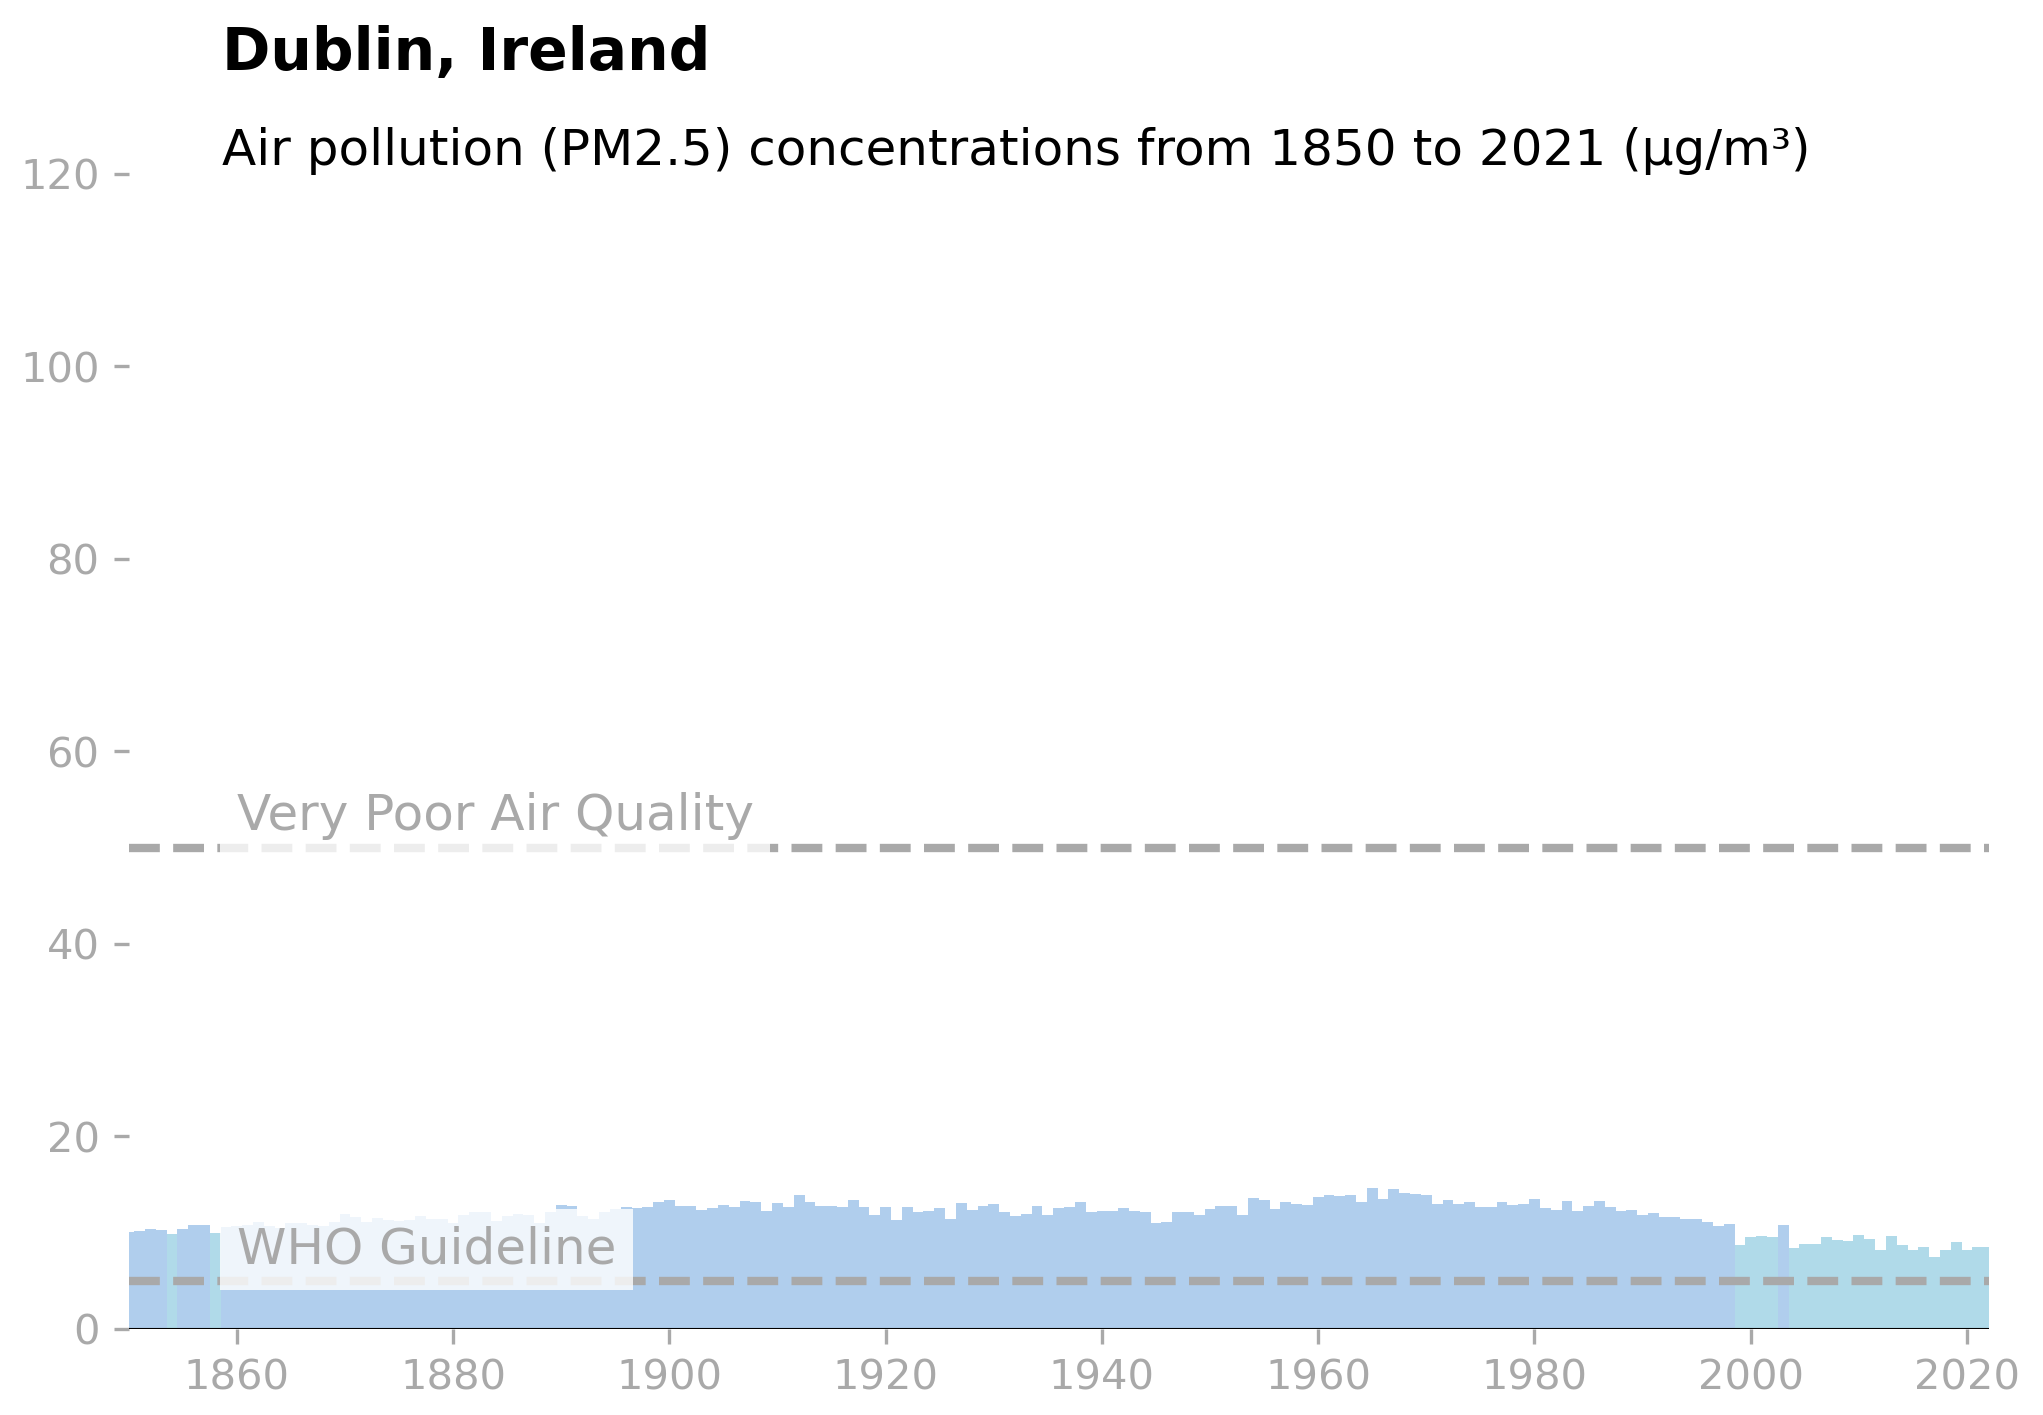 Dublin, Ireland
Air pollution (PM2.5) concentrations from 1850 to 2021 (µg/m³)
120
100
80
60
Very Poor Air Quality
40
20
WHO Guideline
0
1860 1880 1900 1920 1940 1960 1980 2000 2020